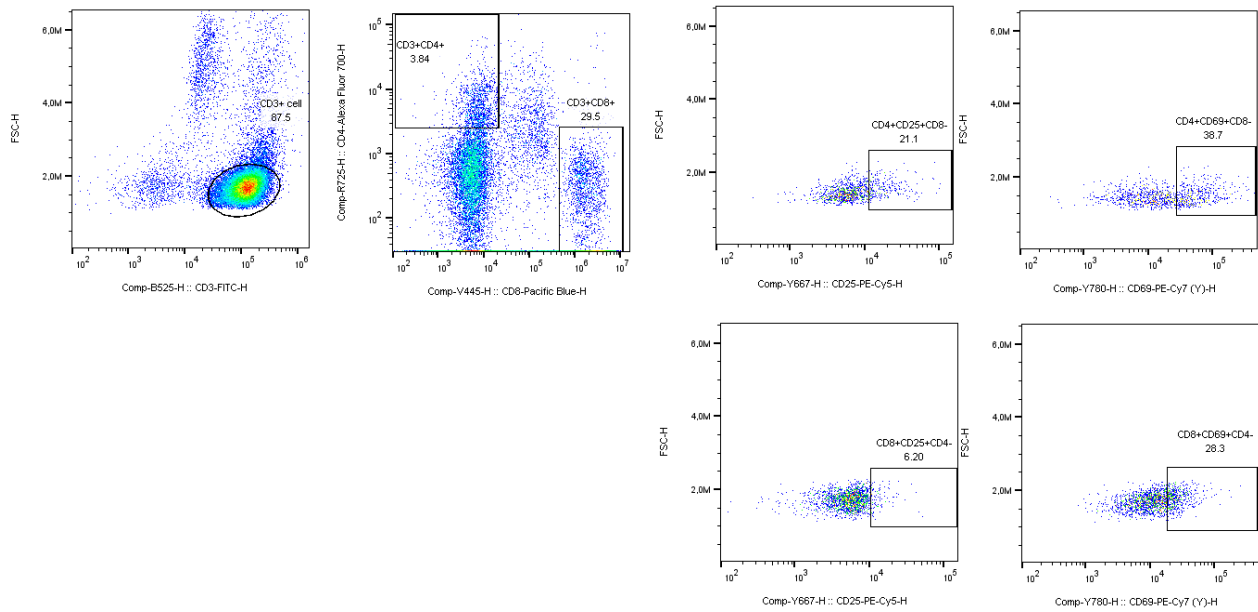 6,0M
4,0M
2,0M
FSC-H
CD3+ cell
87.5
10^2 10^3 10^4 10^5 10^6
Comp-B525-H :: CD3-FITC-H
10^5
10^4
10^3
10^2
Comp-R725-H :: CD4-Alexa Fluor 700-H
CD3+CD4+
3.84
CD3+CD8+
29.5
10^2 10^3 10^4 10^5 10^6 10^7
Comp-V445-H :: CD8-Pacific Blue-H
6,0M
4,0M
2,0M
FSC-H
CD4+CD25+CD8-
21.1
10^2 10^3 10^4 10^5
Comp-Y667-H :: CD25-PE-Cy5-H
6,0M
4,0M
2,0M
FSC-H
CD4+CD69+CD8-
38.7
10^2 10^3 10^4 10^5
Comp-Y780-H :: CD69-PE-Cy7 (Y)-H
6,0M
4,0M
2,0M
FSC-H
CD8+CD25+CD4-
6.20
10^2 10^3 10^4 10^5
Comp-Y667-H :: CD25-PE-Cy5-H
6,0M
4,0M
2,0M
FSC-H
CD8+CD69+CD4-
28.3
10^2 10^3 10^4 10^5
Comp-Y780-H :: CD69-PE-Cy7 (Y)-H